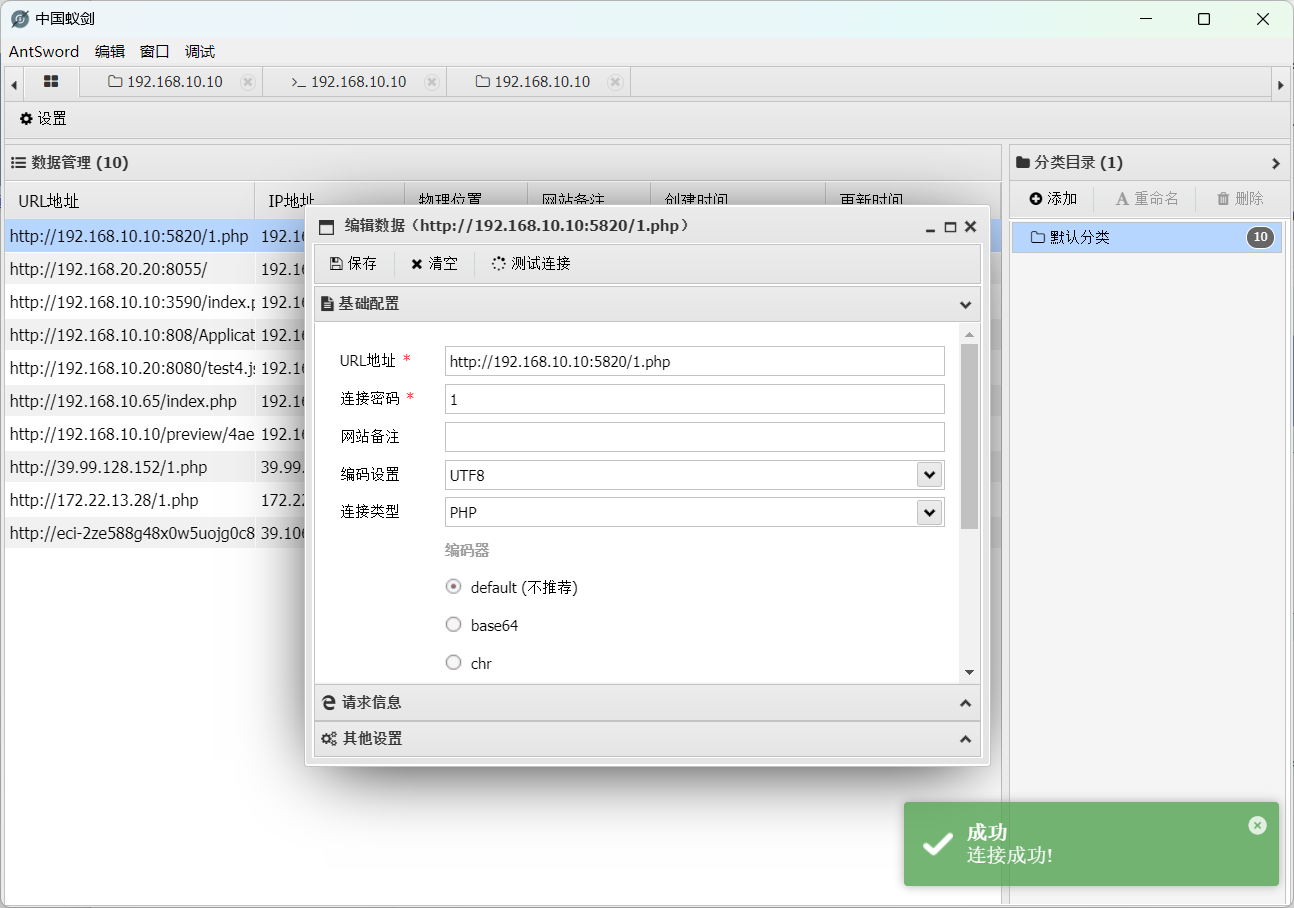 中国蚁剑
AntSword 编辑 窗口 调试
192.168.10.10 >_ 192.168.10.10 192.168.10.10
设置
数据管理 (10)
URL地址 IP地址 物理位置 网站备注 创建时间 更新时间
http://192.168.10.10:5820/1.php 192.16
http://192.168.20.20:8055/ 192.16
http://192.168.10.10:3590/index.p 192.16
http://192.168.10.10:808/Applicat 192.16
http://192.168.10.20:8080/test4.js 192.16
http://192.168.10.65/index.php 192.16
http://192.168.10.10/preview/4ae 192.16
http://39.99.128.152/1.php 39.99.
http://172.22.13.28/1.php 172.22
http://eci-2ze588g48x0w5uojg0c8 39.106
编辑数据（http://192.168.10.10:5820/1.php）
保存 清空 测试连接
基础配置
URL地址 * http://192.168.10.10:5820/1.php
连接密码 * 1
网站备注
编码设置 UTF8
连接类型 PHP
编码器
default (不推荐)
base64
chr
请求信息
其他设置
分类目录 (1)
添加 重命名 删除
默认分类 10
成功
连接成功!